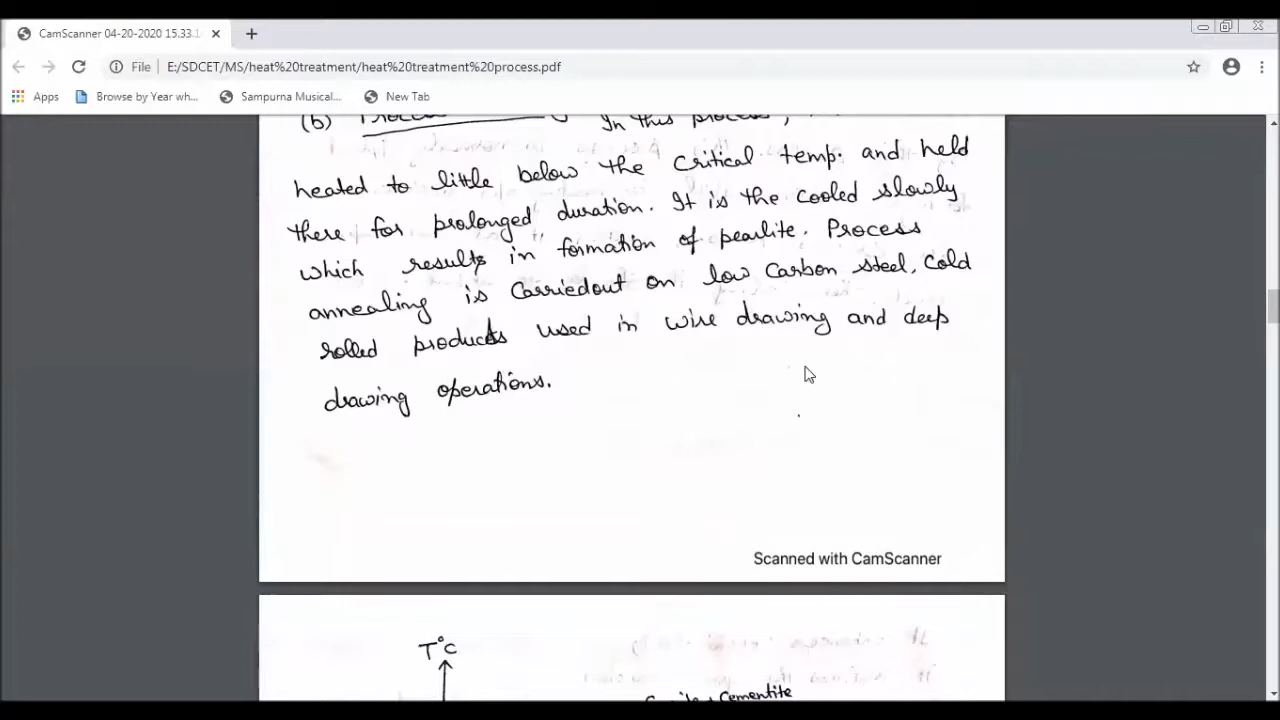 CamScanner 04-20-2020 15.33.1
File E:/SDCET/MS/heat%20treatment/heat%20treatment%20process.pdf
Apps Browse by Year wh... Sampurna Musical... New Tab
(b) In this process,
heated to little below the critical temp. and held
there for prolonged duration. It is the cooled slowly
which results in formation of pearlite. Process
annealing is Carriedout on low Carbon steel, cold
rolled products used in wire drawing and deep
drawing operations.
Scanned with CamScanner
T°C
Cementite